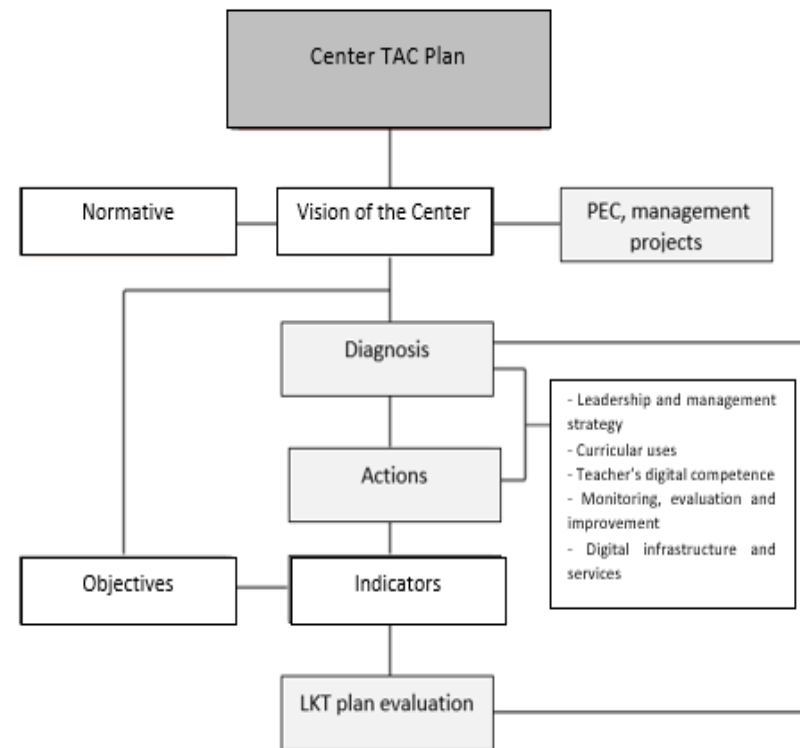 Center TAC Plan
Normative
Vision of the Center
PEC, management
projects
Diagnosis
- Leadership and management
strategy
- Curricular uses
- Teacher's digital competence
- Monitoring, evaluation and
improvement
- Digital infrastructure and
services
Actions
Objectives
Indicators
LKT plan evaluation